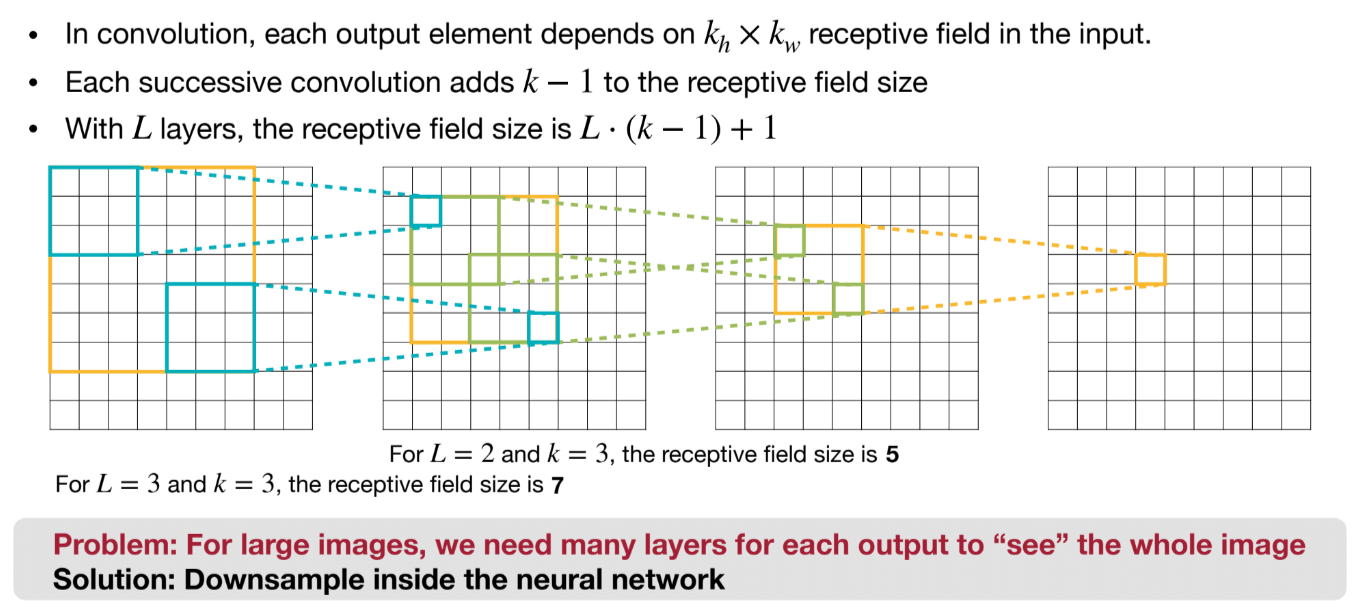 • In convolution, each output element depends on kₕ × k_w receptive field in the input.
• Each successive convolution adds k − 1 to the receptive field size
• With L layers, the receptive field size is L · (k − 1) + 1
For L = 2 and k = 3, the receptive field size is 5
For L = 3 and k = 3, the receptive field size is 7
Problem: For large images, we need many layers for each output to “see” the whole image
Solution: Downsample inside the neural network